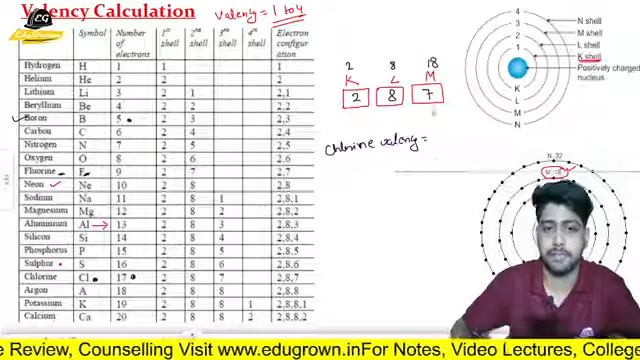 Valency Calculation
Valency = 1 to 4
EG
EduGrown
Symbol Number of electrons 1st shell 2nd shell 3rd shell 4th shell Electron configuration
Hydrogen H 1 1 1
Helium He 2 2 2
Lithium Li 3 2 1 2,1
Beryllium Be 4 2 2 2,2
Boron B 5 2 3 2,3
Carbon C 6 2 4 2,4
Nitrogen N 7 2 5 2,5
Oxygen O 8 2 6 2,6
Fluorine F 9 2 7 2,7
Neon Ne 10 2 8 2,8
Sodium Na 11 2 8 1 2,8,1
Magnesium Mg 12 2 8 2 2,8,2
Aluminium Al 13 2 8 3 2,8,3
Silicon Si 14 2 8 4 2,8,4
Phosphorus P 15 2 8 5 2,8,5
Sulphur S 16 2 8 6 2,8,6
Chlorine Cl 17 2 8 7 2,8,7
Argon A 18 2 8 8 2,8,8
Potassium K 19 2 8 8 1 2,8,8,1
Calcium Ca 20 2 8 8 2 2,8,8,2
2 8 18
K L M
2 8 7
Chlorine valency =
4
3
2
1
N shell
M shell
L shell
K shell
Positively charged nucleus
K
L
M
N
N, 32
M, 18
e Review, Counselling Visit www.edugrown.inFor Notes, Video Lectures, College